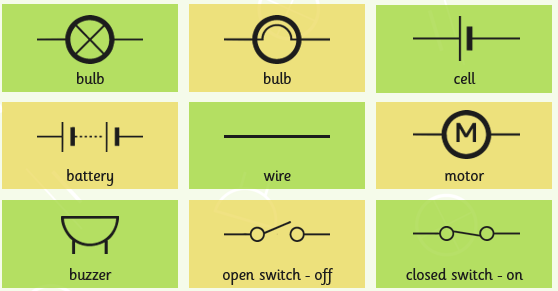 bulb
bulb
cell
battery
wire
M
motor
buzzer
open switch - off
closed switch - on